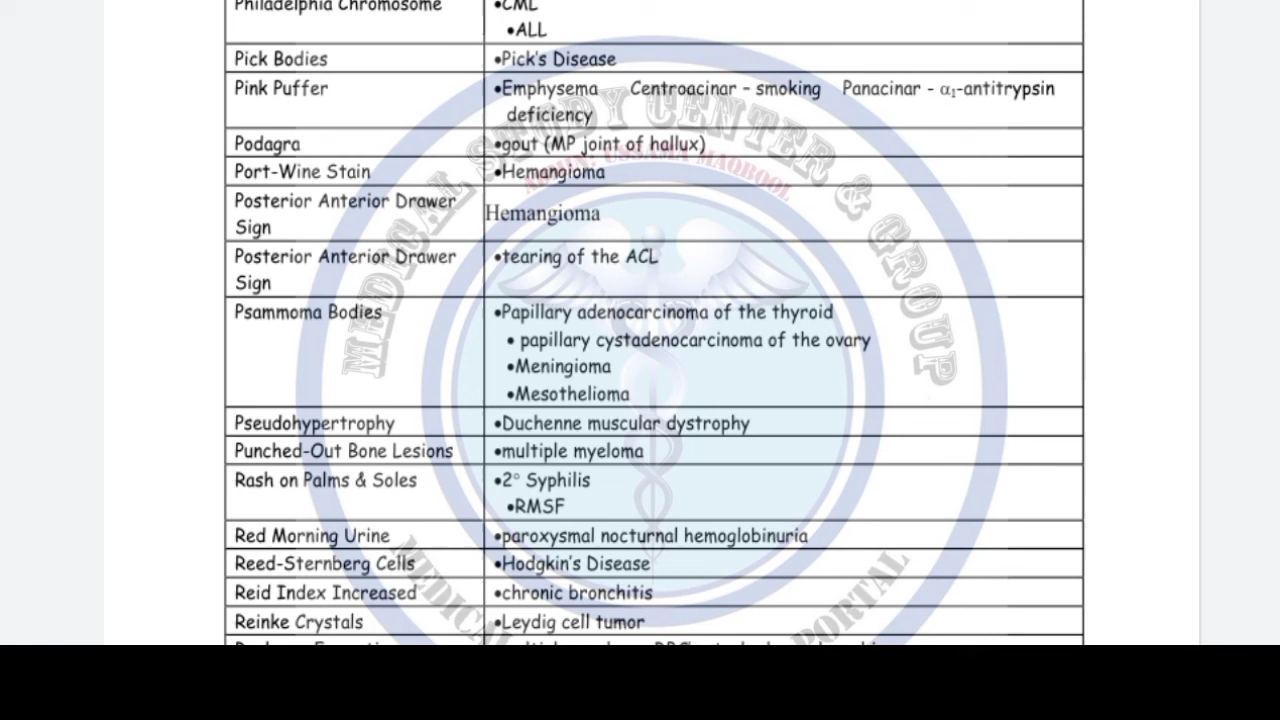 Philadelphia Chromosome •CML
•ALL
Pick Bodies •Pick's Disease
Pink Puffer •Emphysema Centroacinar – smoking Panacinar - α₁-antitrypsin
deficiency
Podagra •gout (MP joint of hallux)
Port-Wine Stain •Hemangioma
Posterior Anterior Drawer
Sign Hemangioma
Posterior Anterior Drawer
Sign •tearing of the ACL
Psammoma Bodies •Papillary adenocarcinoma of the thyroid
• papillary cystadenocarcinoma of the ovary
•Meningioma
•Mesothelioma
Pseudohypertrophy •Duchenne muscular dystrophy
Punched-Out Bone Lesions •multiple myeloma
Rash on Palms & Soles •2° Syphilis
•RMSF
Red Morning Urine •paroxysmal nocturnal hemoglobinuria
Reed-Sternberg Cells •Hodgkin's Disease
Reid Index Increased •chronic bronchitis
Reinke Crystals •Leydig cell tumor
MEDICAL STUDY CENTER & GROUP
ADMIN: USSAMA MAQBOOL
MEDICAL PORTAL